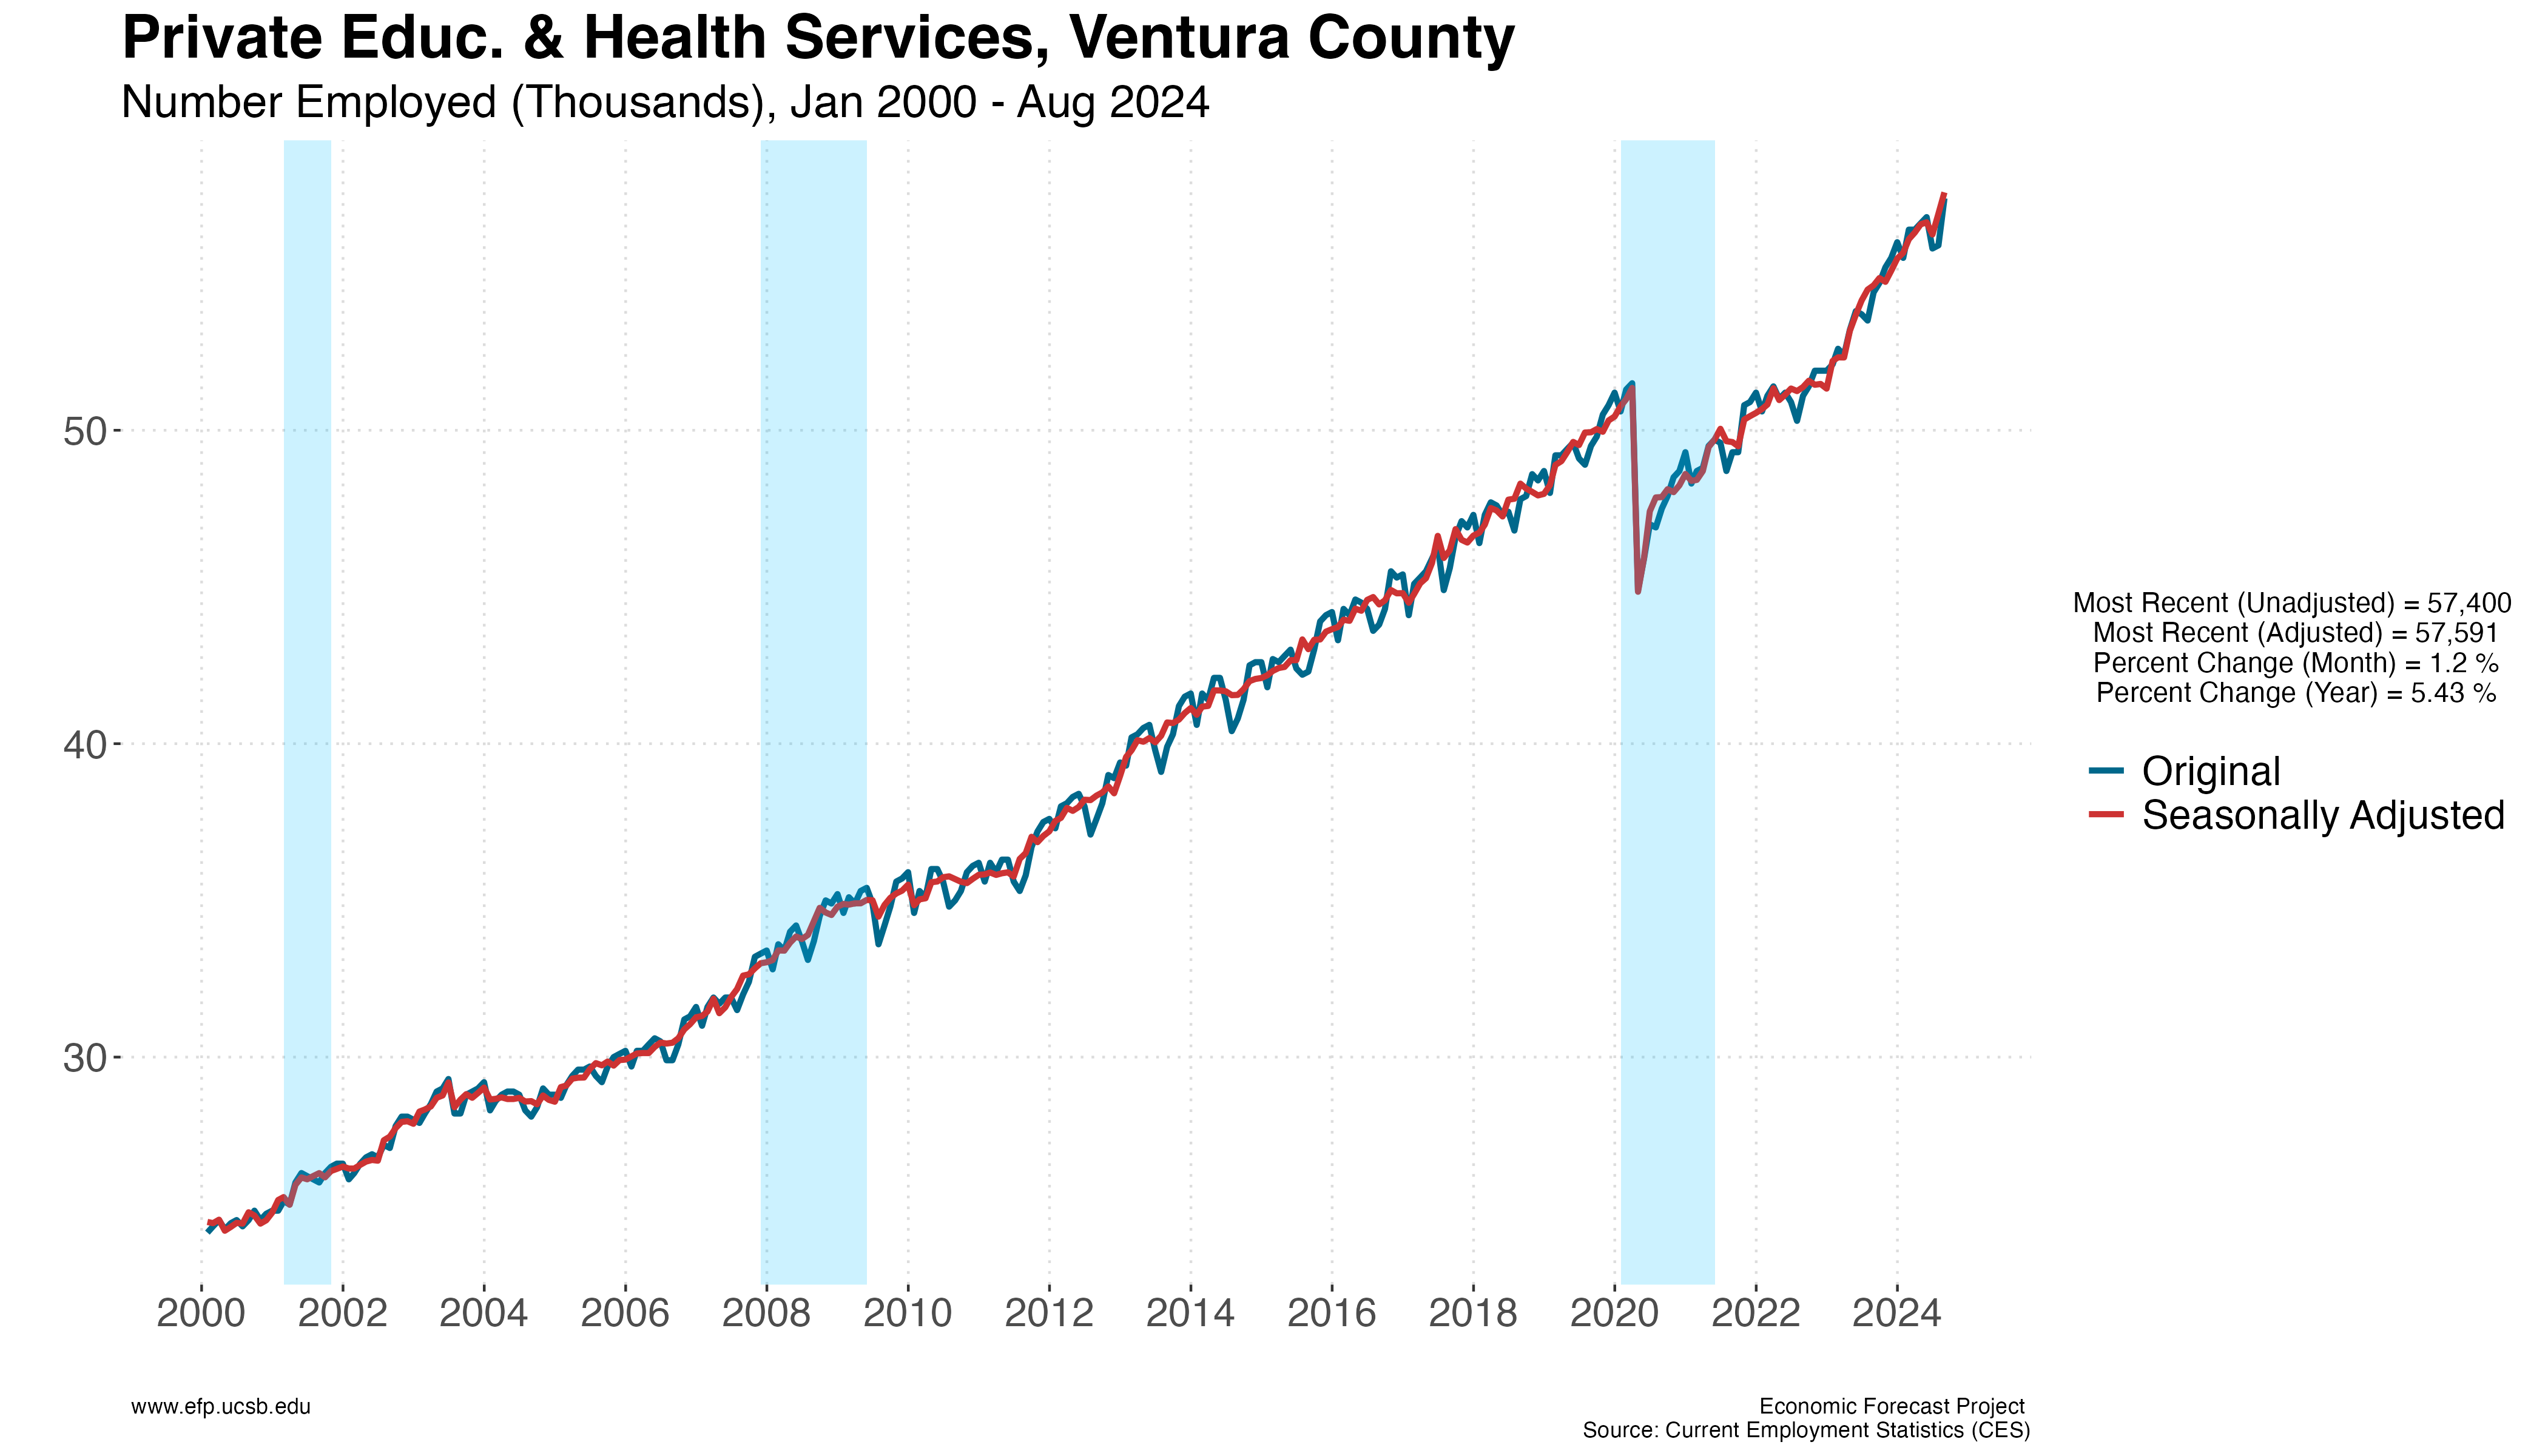 Private Educ. & Health Services, Ventura County
Number Employed (Thousands), Jan 2000 - Aug 2024
50
40
30
2000 2002 2004 2006 2008 2010 2012 2014 2016 2018 2020 2022 2024
Most Recent (Unadjusted) = 57,400
Most Recent (Adjusted) = 57,591
Percent Change (Month) = 1.2 %
Percent Change (Year) = 5.43 %
Original
Seasonally Adjusted
www.efp.ucsb.edu
Economic Forecast Project
Source: Current Employment Statistics (CES)